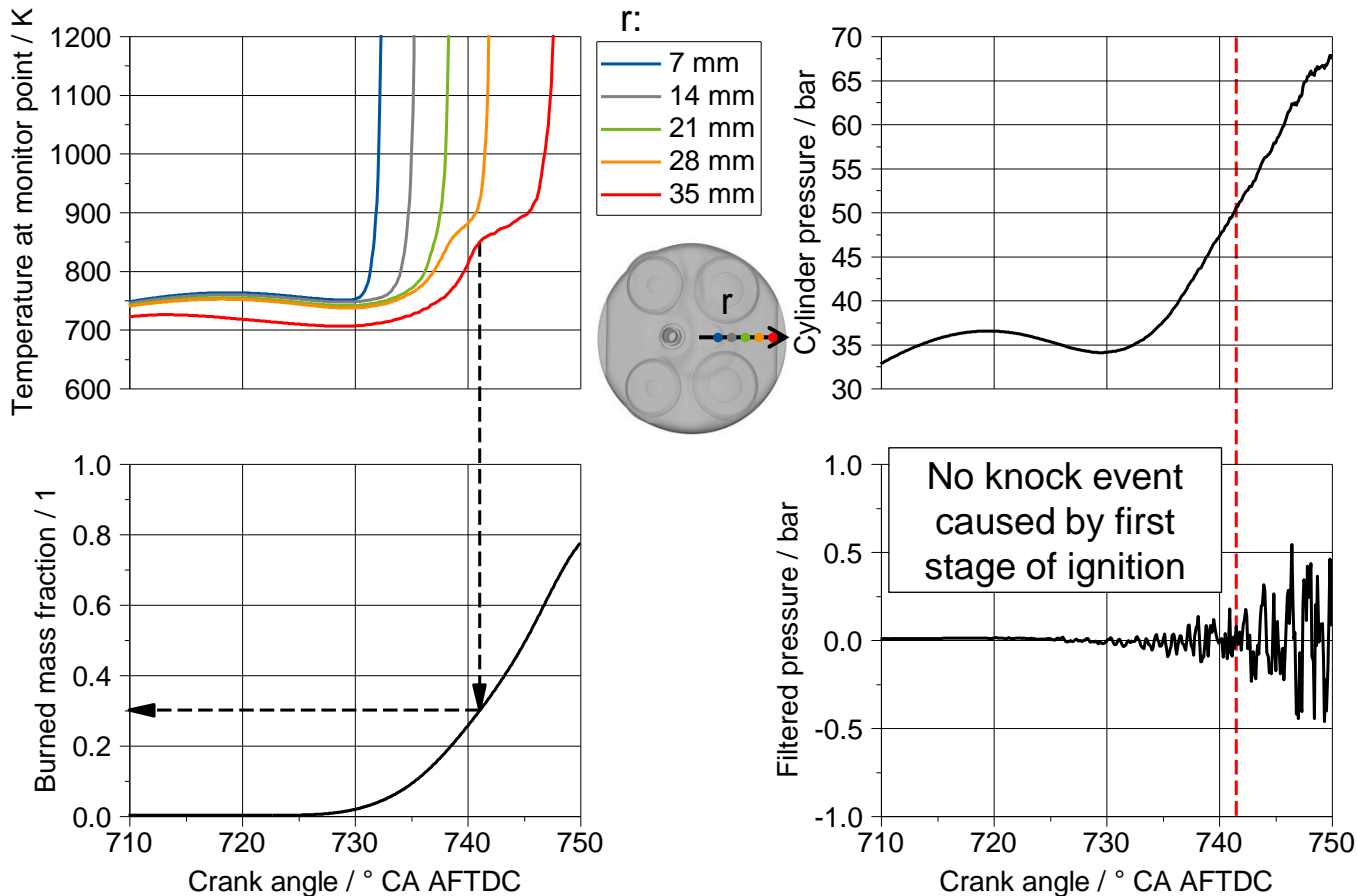 Temperature at monitor point / K
1200
1100
1000
900
800
700
600
r:
7 mm
14 mm
21 mm
28 mm
35 mm
r
Cylinder pressure / bar
70
65
60
55
50
45
40
35
30
Burned mass fraction / 1
1.0
0.8
0.6
0.4
0.2
0.0
710
720
730
740
750
Crank angle / ° CA AFTDC
No knock event
caused by first
stage of ignition
Filtered pressure / bar
1.0
0.5
0.0
-0.5
-1.0
710
720
730
740
750
Crank angle / ° CA AFTDC